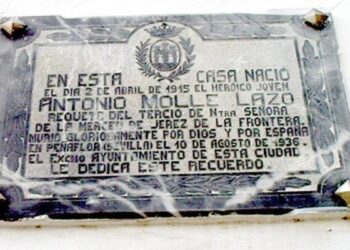 EN ESTA CASA NACIÓ
EL DIA 2 DE ABRIL DE 1915 EL HERÓICO JOVEN
ANTONIO MOLLE LAZO
REQUETE DEL TERCIO DE NTRA SEÑORA
DE LA MERCED DE JEREZ DE LA FRONTERA.
MURIO GLORIOSAMENTE POR DIOS Y POR ESPAÑA
EN PEÑAFLOR (SEVILLA) EL 10 DE AGOSTO DE 1936.
EL EXCMO AYUNTAMIENTO DE ESTA CIUDAD
LE DEDICA ESTE RECUERDO.